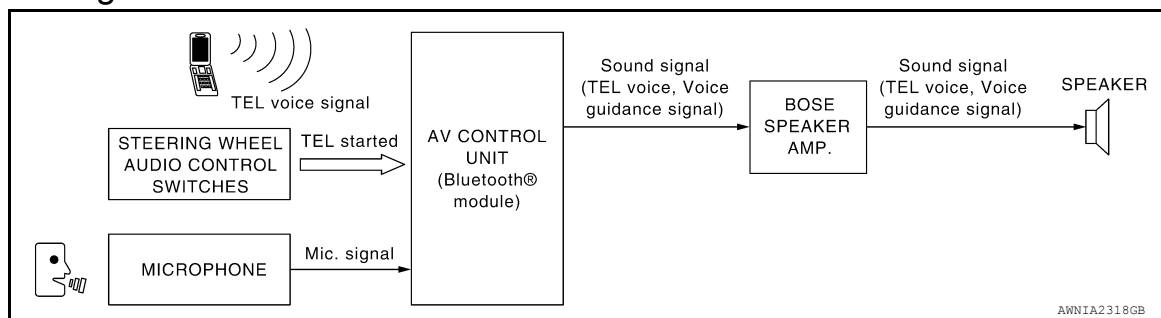 TEL voice signal
STEERING WHEEL
AUDIO CONTROL
SWITCHES
TEL started
MICROPHONE
Mic. signal
AV CONTROL
UNIT
(Bluetooth®
module)
Sound signal
(TEL voice, Voice
guidance signal)
BOSE
SPEAKER
AMP.
Sound signal
(TEL voice, Voice
guidance signal)
SPEAKER
AWNIA2318GB